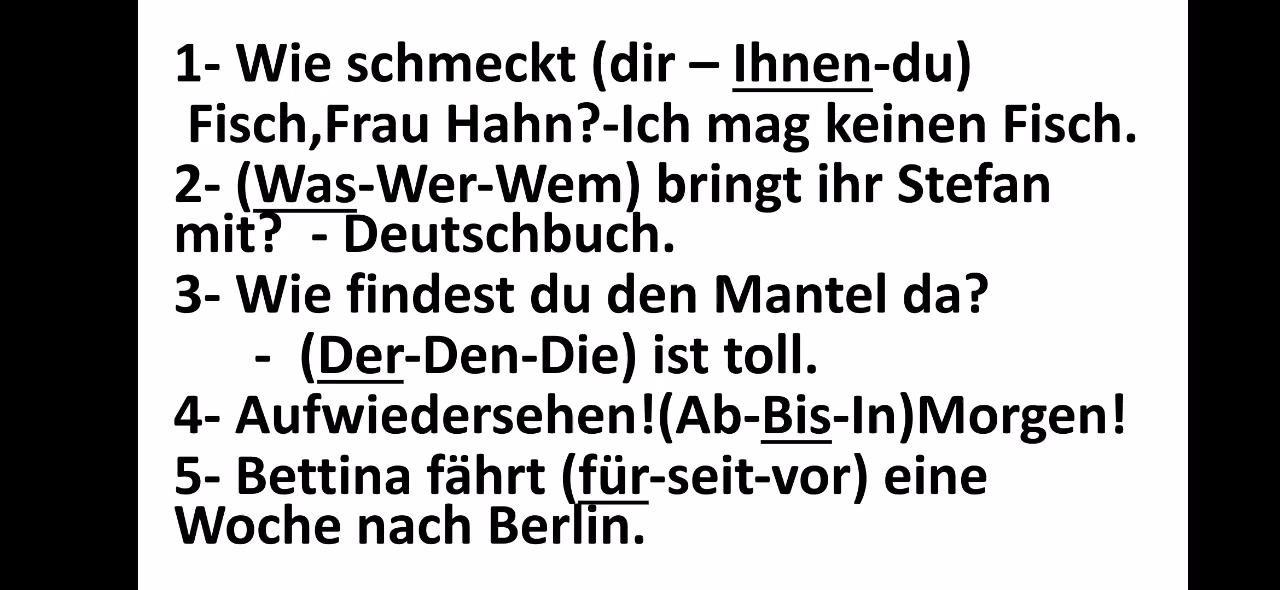 1- Wie schmeckt (dir – Ihnen-du)
Fisch,Frau Hahn?-Ich mag keinen Fisch.
2- (Was-Wer-Wem) bringt ihr Stefan
mit?  - Deutschbuch.
3- Wie findest du den Mantel da?
-  (Der-Den-Die) ist toll.
4- Aufwiedersehen!(Ab-Bis-In)Morgen!
5- Bettina fährt (für-seit-vor) eine
Woche nach Berlin.